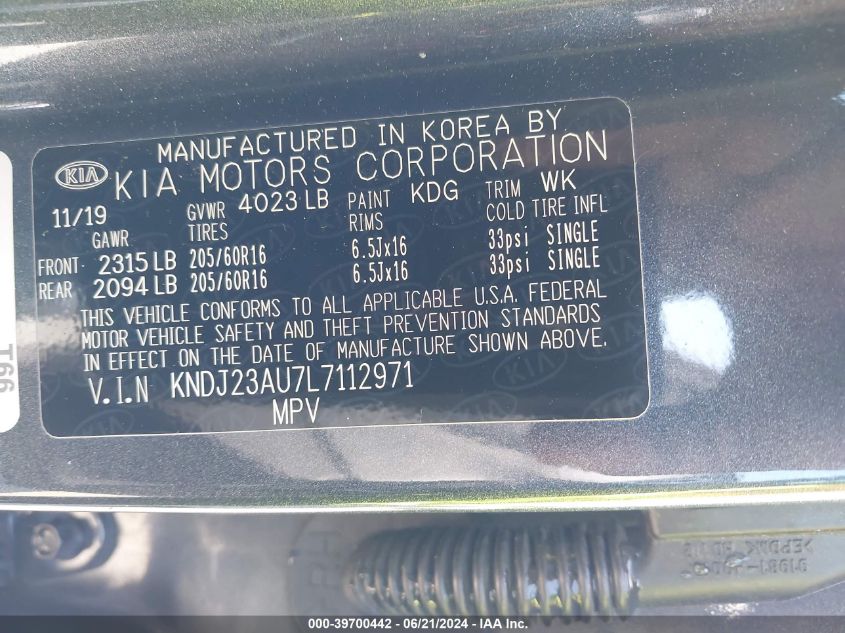 MANUFACTURED IN KOREA BY
KIA KIA MOTORS CORPORATION
11/19 GVWR 4023 LB PAINT KDG TRIM WK
GAWR TIRES RIMS COLD TIRE INFL
FRONT 2315 LB 205/60R16 6.5Jx16 33psi SINGLE
REAR 2094 LB 205/60R16 6.5Jx16 33psi SINGLE
THIS VEHICLE CONFORMS TO ALL APPLICABLE U.S.A. FEDERAL
MOTOR VEHICLE SAFETY AND THEFT PREVENTION STANDARDS
IN EFFECT ON THE DATE OF MANUFACTURE SHOWN ABOVE.
V.I.N KNDJ23AU7L7112971
MPV
T66
000-39700442 - 06/21/2024 - IAA Inc.